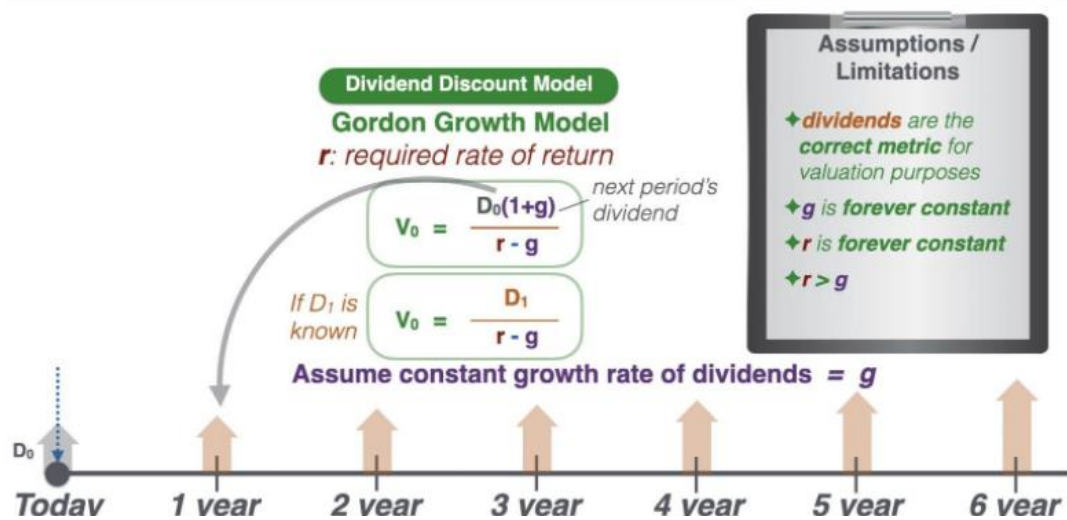 Dividend Discount Model
Gordon Growth Model
r: required rate of return
V₀ = D₀(1+g)
r - g
next period's
dividend
If D₁ is
known
V₀ = D₁
r - g
Assume constant growth rate of dividends = g
Assumptions /
Limitations
✦dividends are the
correct metric for
valuation purposes
✦g is forever constant
✦r is forever constant
✦r > g
D₀
Today 1 year 2 year 3 year 4 year 5 year 6 year